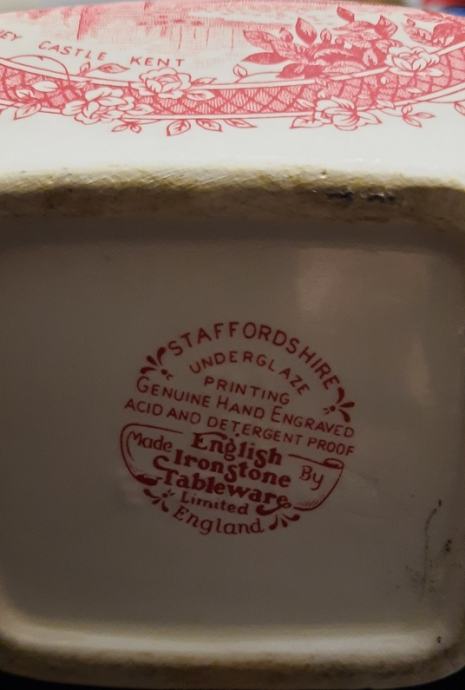 CASTLE KENT
STAFFORDSHIRE
UNDERGLAZE
PRINTING
GENUINE HAND ENGRAVED
ACID AND DETERGENT PROOF
Made English By
Ironstone
Tableware
Limited
England